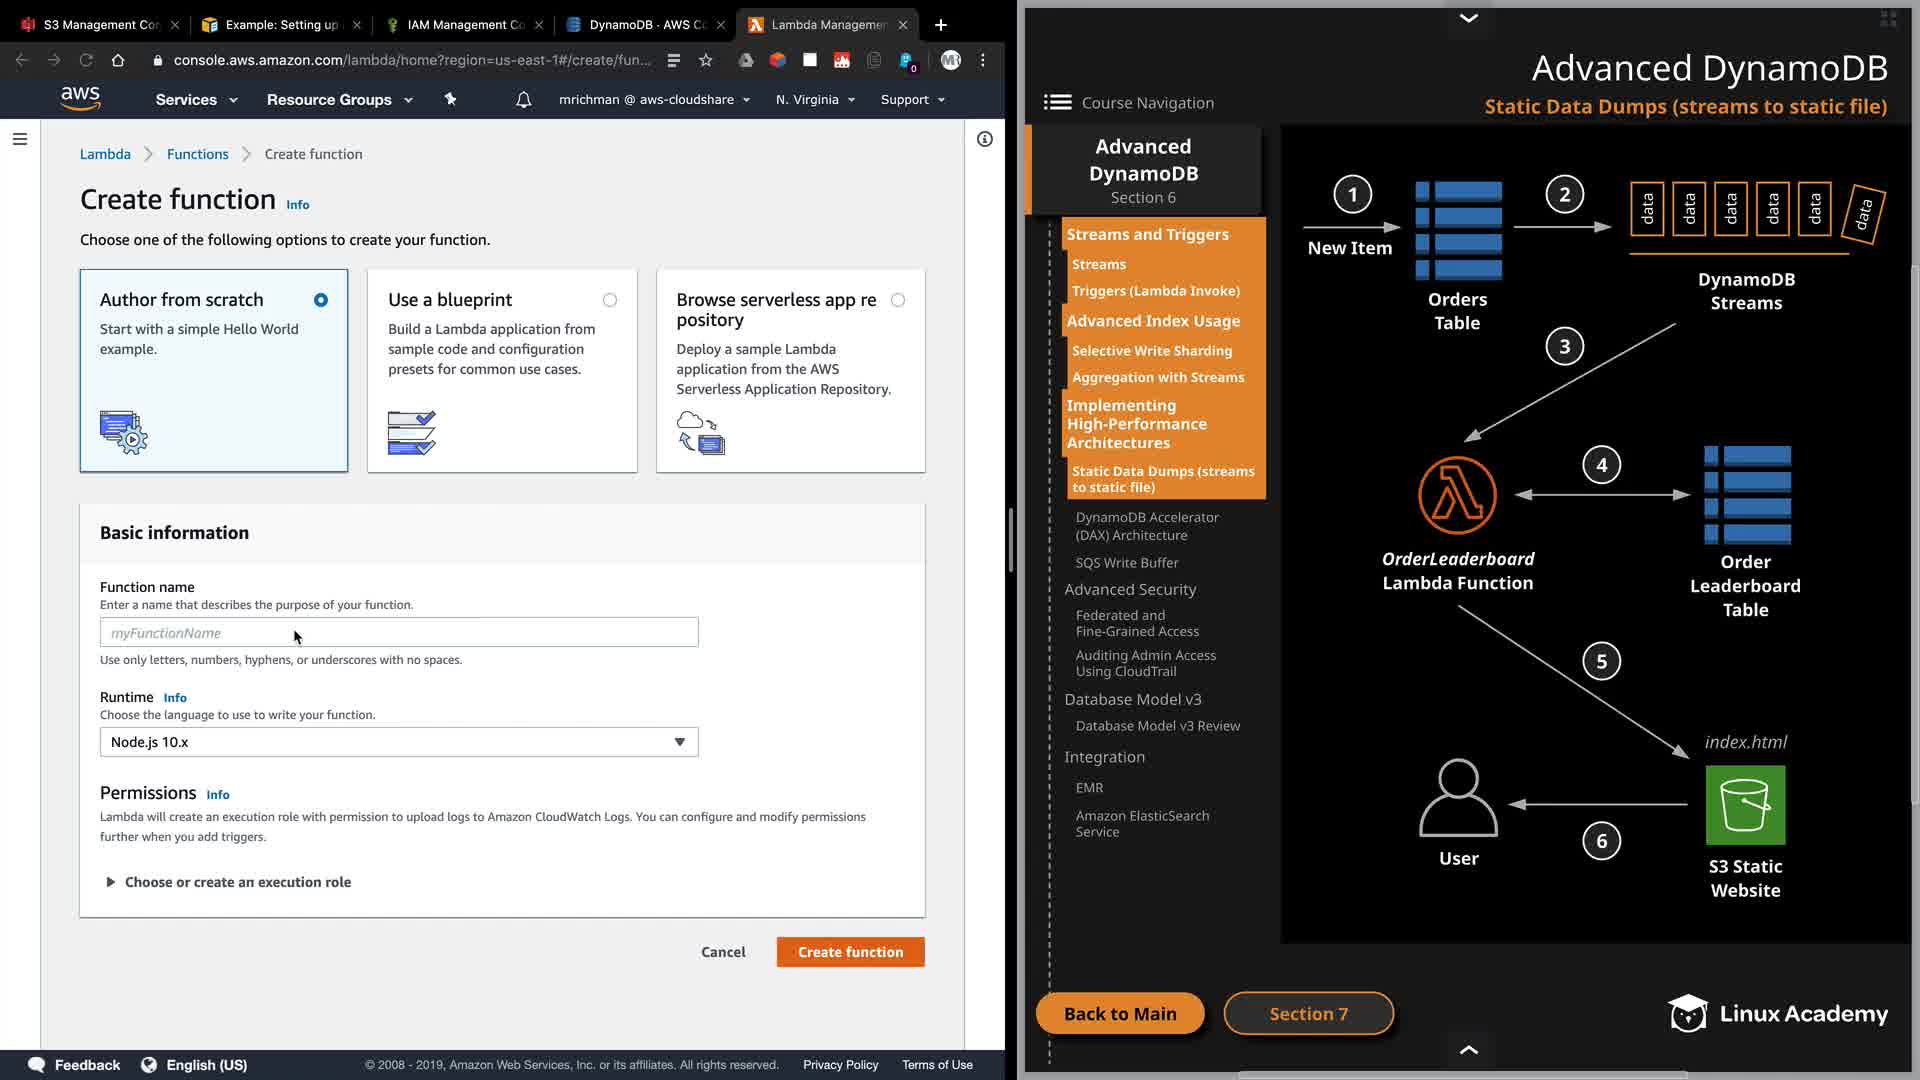 S3 Management Con
Example: Setting up
IAM Management Co
DynamoDB · AWS Co
Lambda Managemen
console.aws.amazon.com/lambda/home?region=us-east-1#/create/fun...
0
MR
aws
Services
Resource Groups
mrichman @ aws-cloudshare
N. Virginia
Support
Lambda
Functions
Create function
Create function Info
Choose one of the following options to create your function.
Author from scratch
Start with a simple Hello World
example.
Use a blueprint
Build a Lambda application from
sample code and configuration
presets for common use cases.
Browse serverless app re
pository
Deploy a sample Lambda
application from the AWS
Serverless Application Repository.
Basic information
Function name
Enter a name that describes the purpose of your function.
myFunctionName
Use only letters, numbers, hyphens, or underscores with no spaces.
Runtime Info
Choose the language to use to write your function.
Node.js 10.x
Permissions Info
Lambda will create an execution role with permission to upload logs to Amazon CloudWatch Logs. You can configure and modify permissions
further when you add triggers.
Choose or create an execution role
Cancel
Create function
Feedback
English (US)
© 2008 - 2019, Amazon Web Services, Inc. or its affiliates. All rights reserved.
Privacy Policy
Terms of Use
Advanced DynamoDB
Static Data Dumps (streams to static file)
Course Navigation
Advanced
DynamoDB
Section 6
Streams and Triggers
Streams
Triggers (Lambda Invoke)
Advanced Index Usage
Selective Write Sharding
Aggregation with Streams
Implementing
High-Performance
Architectures
Static Data Dumps (streams
to static file)
DynamoDB Accelerator
(DAX) Architecture
SQS Write Buffer
Advanced Security
Federated and
Fine-Grained Access
Auditing Admin Access
Using CloudTrail
Database Model v3
Database Model v3 Review
Integration
EMR
Amazon ElasticSearch
Service
1
New Item
Orders
Table
2
data
data
data
data
data
data
DynamoDB
Streams
3
4
OrderLeaderboard
Lambda Function
Order
Leaderboard
Table
5
index.html
6
User
S3 Static
Website
Back to Main
Section 7
Linux Academy